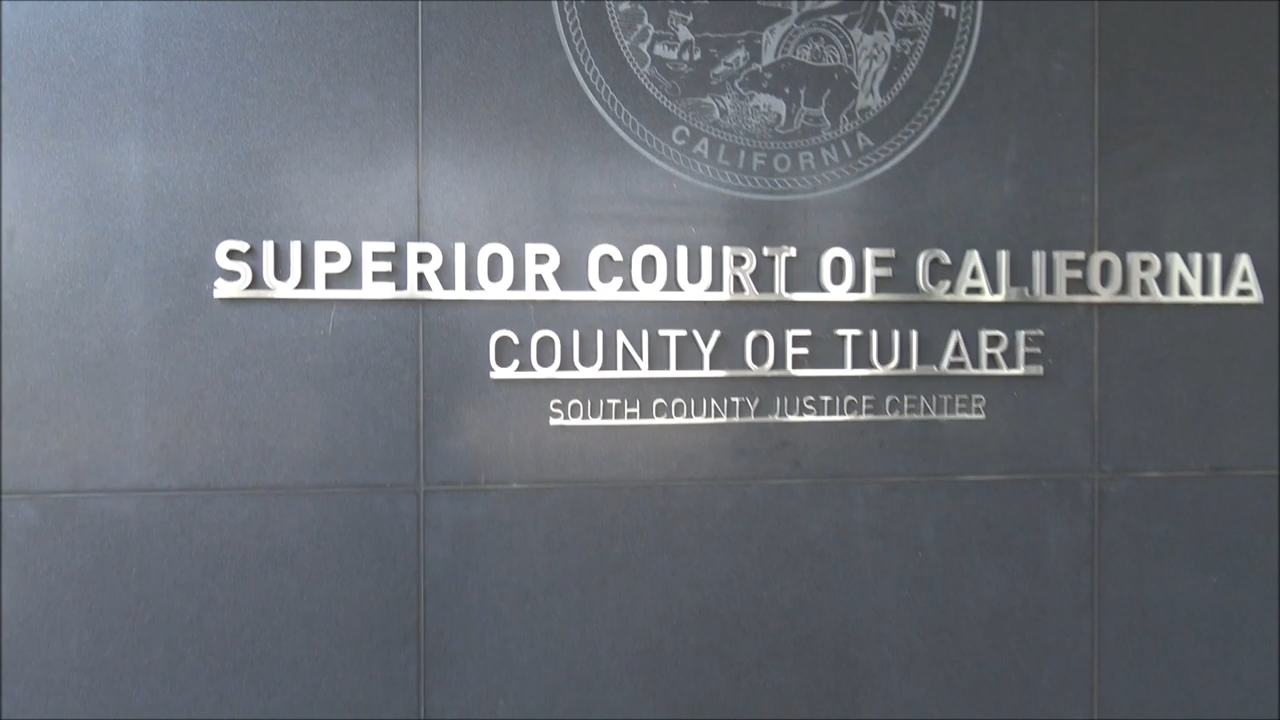 CALIFORNIA
SUPERIOR COURT OF CALIFORNIA
COUNTY OF TULARE
SOUTH COUNTY JUSTICE CENTER